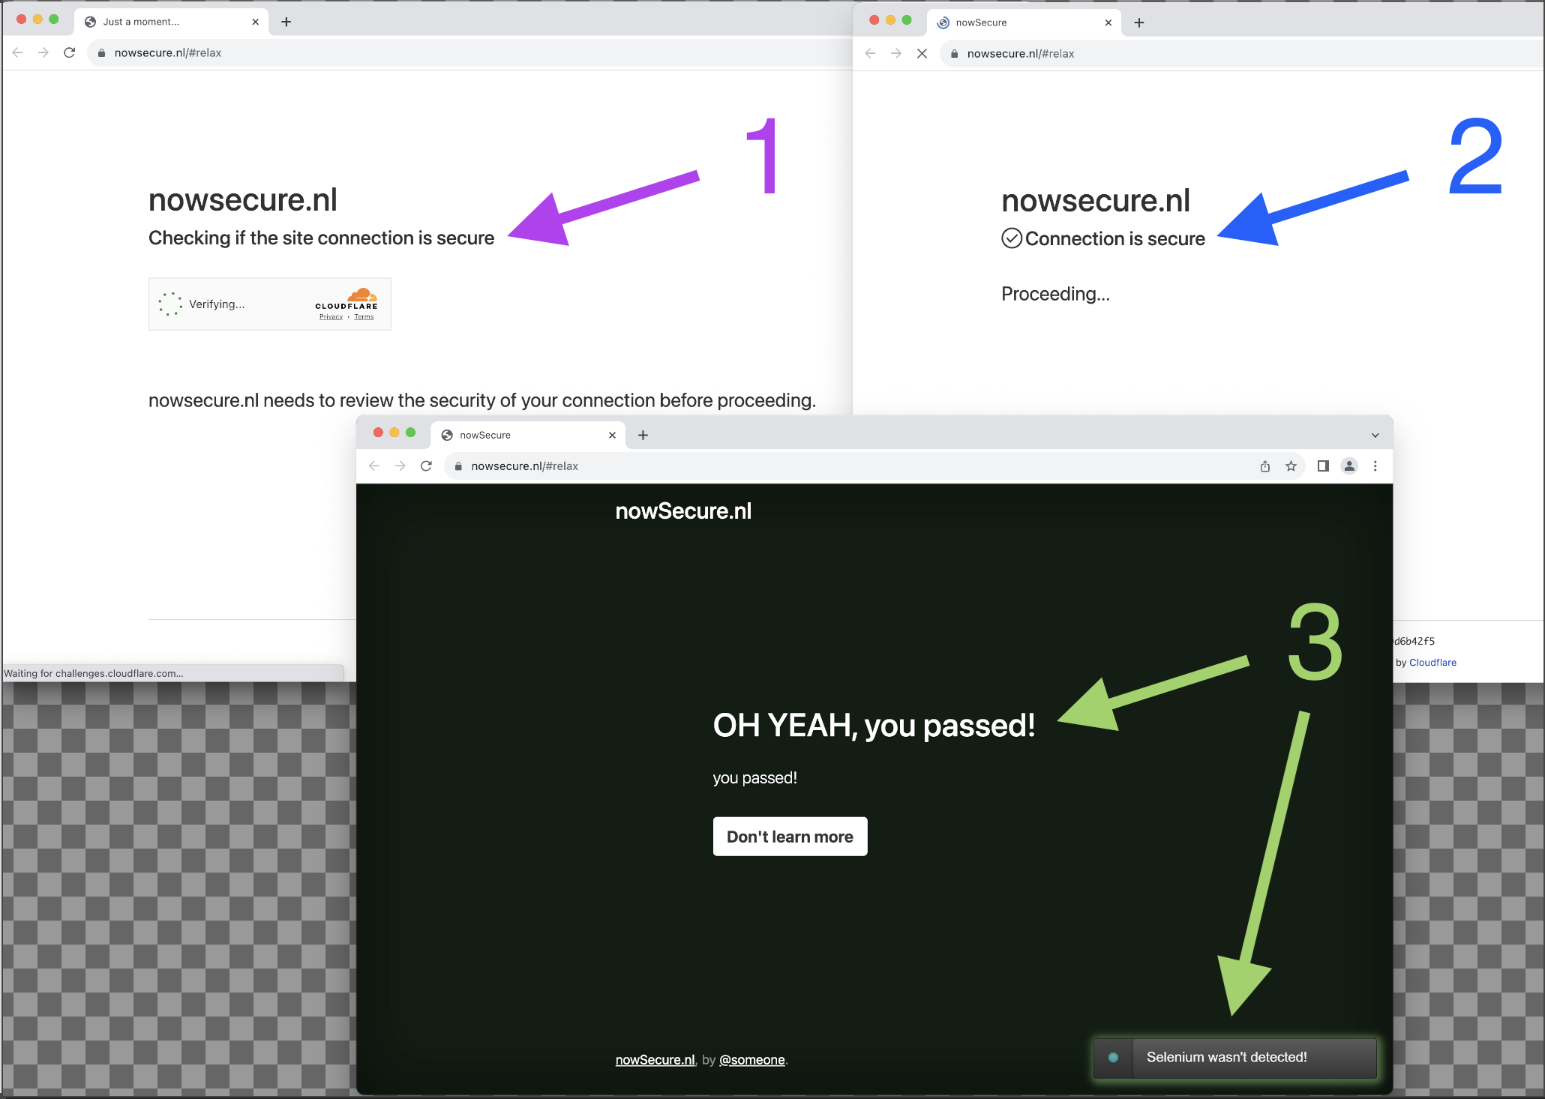 Just a moment...
nowsecure.nl/#relax
1
nowsecure.nl
Checking if the site connection is secure
Verifying...
CLOUDFLARE
Privacy • Terms
nowsecure.nl needs to review the security of your connection before proceeding.
Waiting for challenges.cloudflare.com...
nowSecure
nowsecure.nl/#relax
2
nowsecure.nl
Connection is secure
Proceeding...
d6b42f5
by Cloudflare
nowSecure
nowsecure.nl/#relax
nowSecure.nl
3
OH YEAH, you passed!
you passed!
Don't learn more
nowSecure.nl, by @someone.
Selenium wasn't detected!